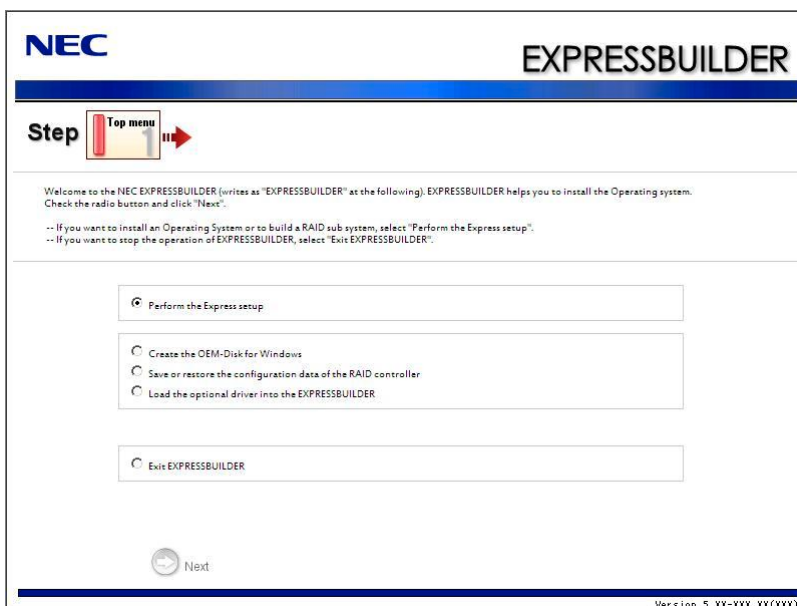 NEC
EXPRESSBUILDER
Step
Top menu
1
Welcome to the NEC EXPRESSBUILDER (writes as "EXPRESSBUILDER" at the following). EXPRESSBUILDER helps you to install the Operating system.
Check the radio button and click "Next".
-- If you want to install an Operating System or to build a RAID sub system, select "Perform the Express setup".
-- If you want to stop the operation of EXPRESSBUILDER, select "Exit EXPRESSBUILDER".
Perform the Express setup
Create the OEM-Disk for Windows
Save or restore the configuration data of the RAID controller
Load the optional driver into the EXPRESSBUILDER
Exit EXPRESSBUILDER
Next
Version 5.XX-XXX.XX(XXX)